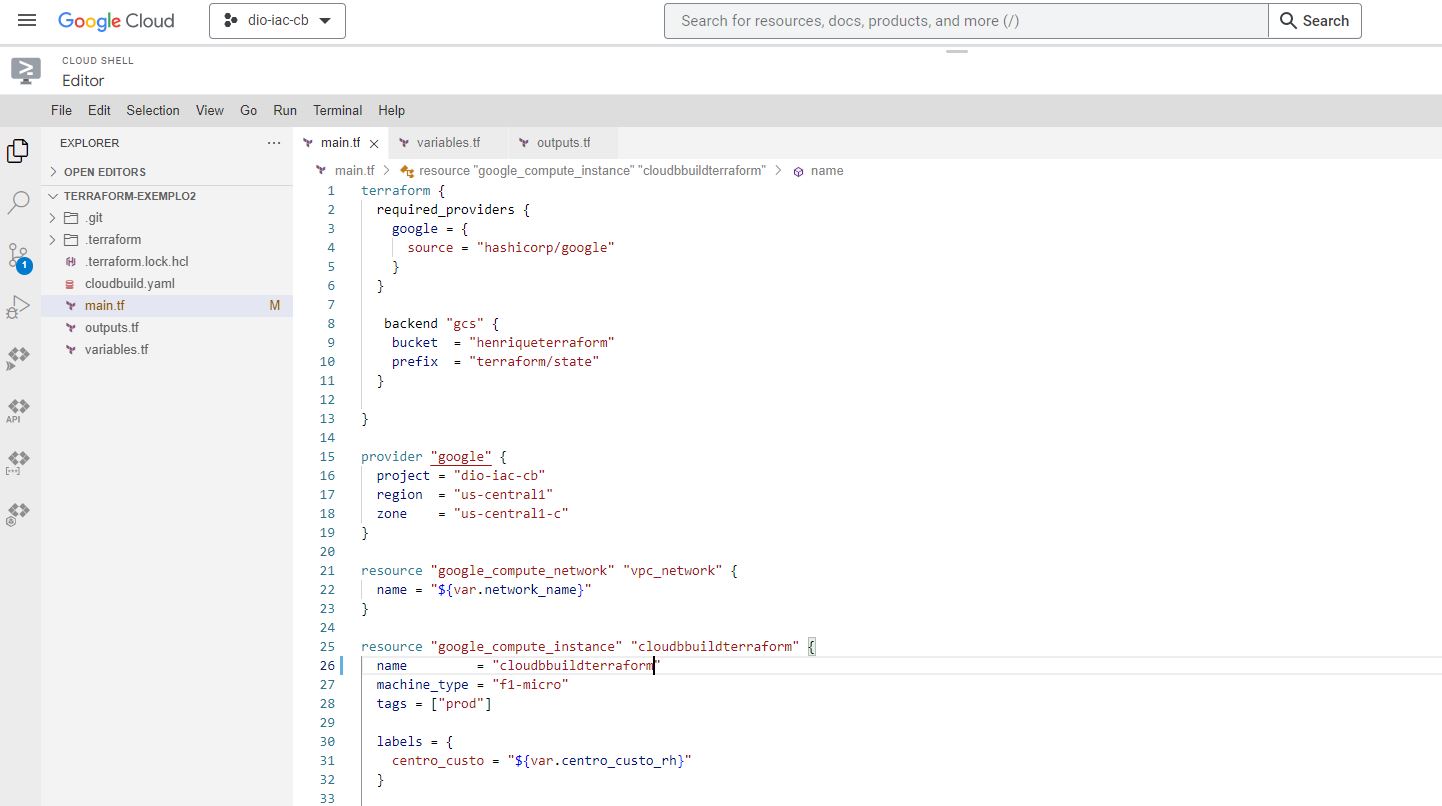 Google Cloud
dio-iac-cb
Search for resources, docs, products, and more (/)
Search
CLOUD SHELL
Editor
File Edit Selection View Go Run Terminal Help
EXPLORER
OPEN EDITORS
TERRAFORM-EXEMPLO2
.git
.terraform
.terraform.lock.hcl
cloudbuild.yaml
main.tf M
outputs.tf
variables.tf
1
API
main.tf variables.tf outputs.tf
main.tf > resource "google_compute_instance" "cloudbbuildterraform" > name
1 terraform {
2   required_providers {
3     google = {
4       source = "hashicorp/google"
5     }
6   }
7
8    backend "gcs" {
9     bucket  = "henriqueterraform"
10     prefix  = "terraform/state"
11   }
12
13 }
14
15 provider "google" {
16   project = "dio-iac-cb"
17   region  = "us-central1"
18   zone    = "us-central1-c"
19 }
20
21 resource "google_compute_network" "vpc_network" {
22   name = "${var.network_name}"
23 }
24
25 resource "google_compute_instance" "cloudbbuildterraform" {
26   name         = "cloudbbuildterraform"
27   machine_type = "f1-micro"
28   tags = ["prod"]
29
30   labels = {
31     centro_custo = "${var.centro_custo_rh}"
32   }
33